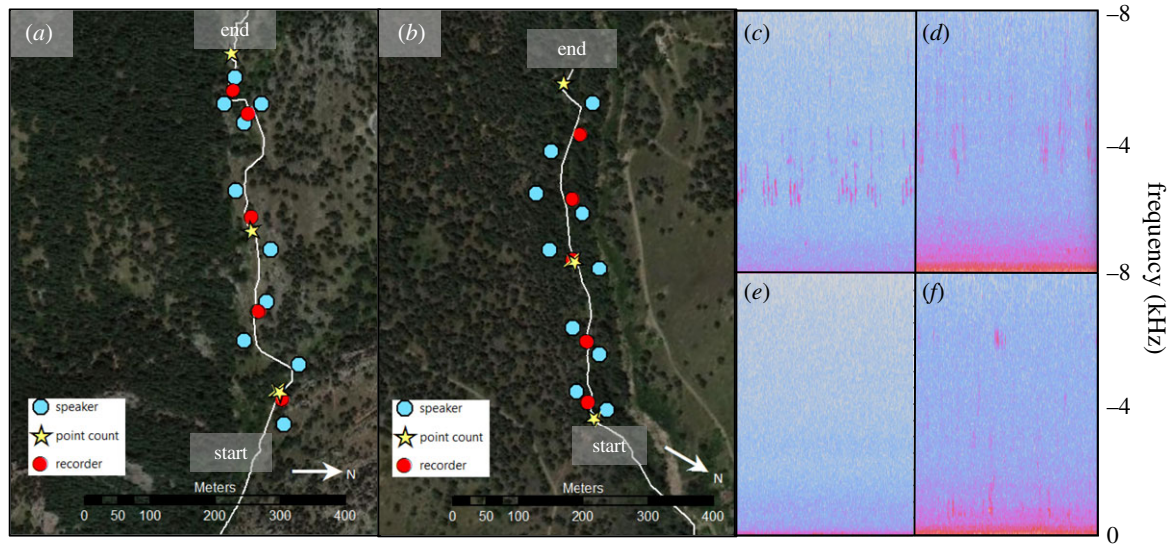 (a)
end
speaker
point count
recorder
start
N
Meters
0 50 100 200 300 400
(b)
end
speaker
point count
recorder
start
N
Meters
0 50 100 200 300 400
(c)
(d)
(e)
(f)
–8
–4
–8
–4
0
frequency (kHz)